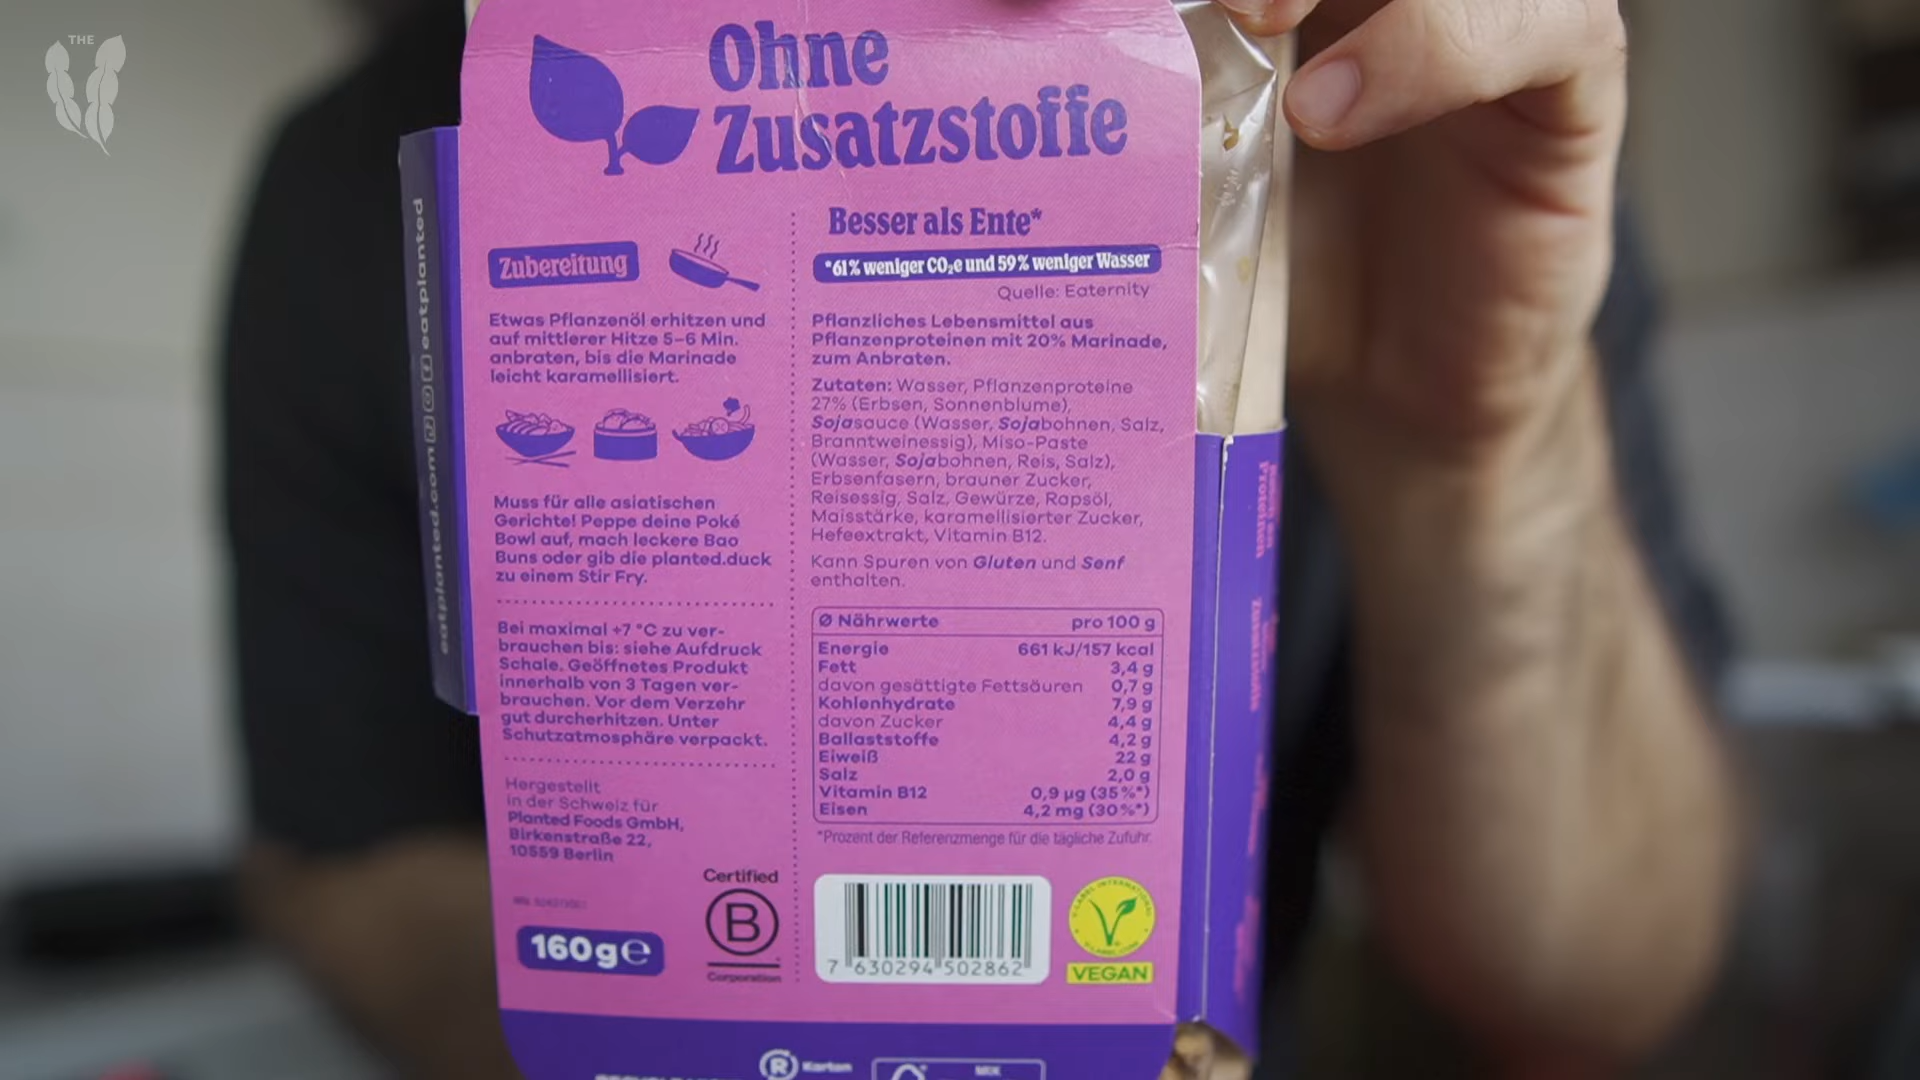 THE
Ohne
Zusatzstoffe
eatplanted.com
eatplanted
Zubereitung
Etwas Pflanzenöl erhitzen und
auf mittlerer Hitze 5–6 Min.
anbraten, bis die Marinade
leicht karamellisiert.
Muss für alle asiatischen
Gerichte! Peppe deine Poké
Bowl auf, mach leckere Bao
Buns oder gib die planted.duck
zu einem Stir Fry.
Bei maximal +7 °C zu ver-
brauchen bis: siehe Aufdruck
Schale. Geöffnetes Produkt
innerhalb von 3 Tagen ver-
brauchen. Vor dem Verzehr
gut durcherhitzen. Unter
Schutzatmosphäre verpackt.
Hergestellt
in der Schweiz für
Planted Foods GmbH,
Birkenstraße 22,
10559 Berlin
160g℮
Certified
B
Corporation
Besser als Ente*
*61% weniger CO₂e und 59% weniger Wasser
Quelle: Eaternity
Pflanzliches Lebensmittel aus
Pflanzenproteinen mit 20% Marinade,
zum Anbraten.
Zutaten: Wasser, Pflanzenproteine
27% (Erbsen, Sonnenblume),
Sojasauce (Wasser, Sojabohnen, Salz,
Branntweinessig), Miso-Paste
(Wasser, Sojabohnen, Reis, Salz),
Erbsenfasern, brauner Zucker,
Reisessig, Salz, Gewürze, Rapsöl,
Maisstärke, karamellisierter Zucker,
Hefeextrakt, Vitamin B12.
Kann Spuren von Gluten und Senf
enthalten.
Ø Nährwerte pro 100 g
Energie 661 kJ/157 kcal
Fett 3,4 g
davon gesättigte Fettsäuren 0,7 g
Kohlenhydrate 7,9 g
davon Zucker 4,4 g
Ballaststoffe 4,2 g
Eiweiß 22 g
Salz 2,0 g
Vitamin B12 0,9 µg (35%*)
Eisen 4,2 mg (30%*)
*Prozent der Referenzmenge für die tägliche Zufuhr.
7 630294 502862
V-LABEL INTERNATIONAL
VEGAN
R Karton
MIX